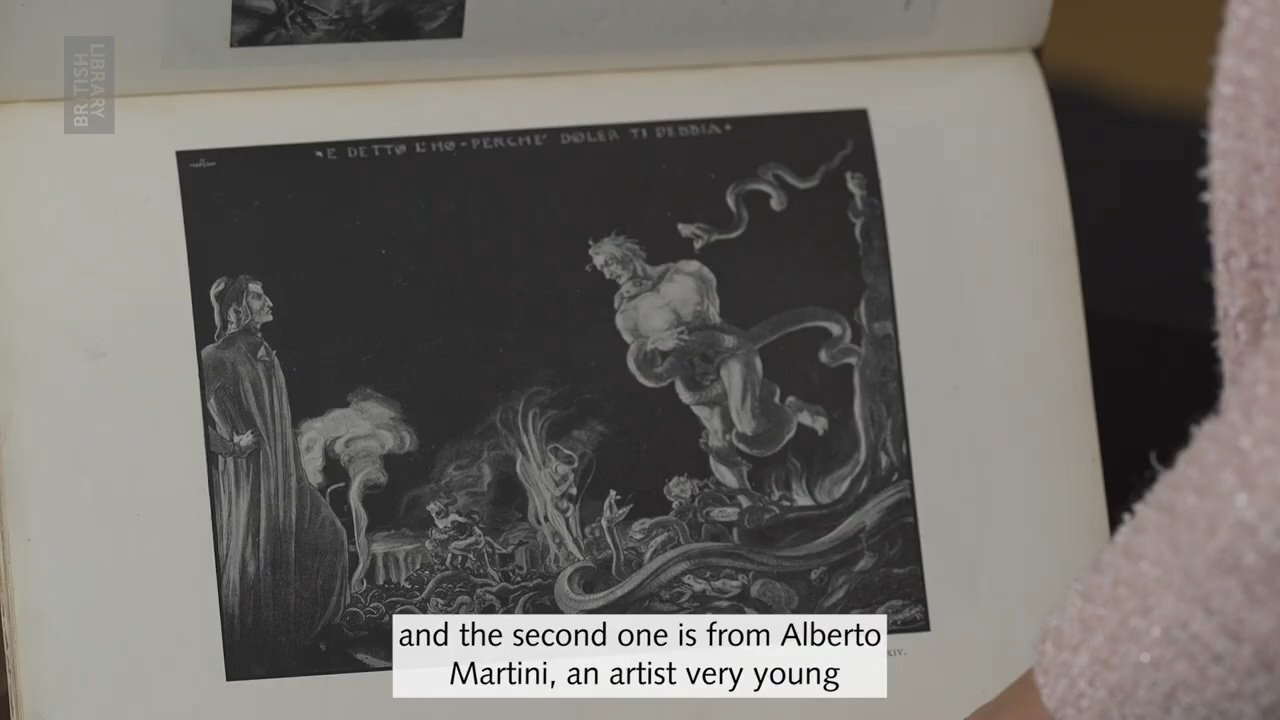 BRITISH
LIBRARY
"E DETTO L'HO - PERCHE' DOLER TI DEBBIA"
and the second one is from Alberto
Martini, an artist very young
XIV.